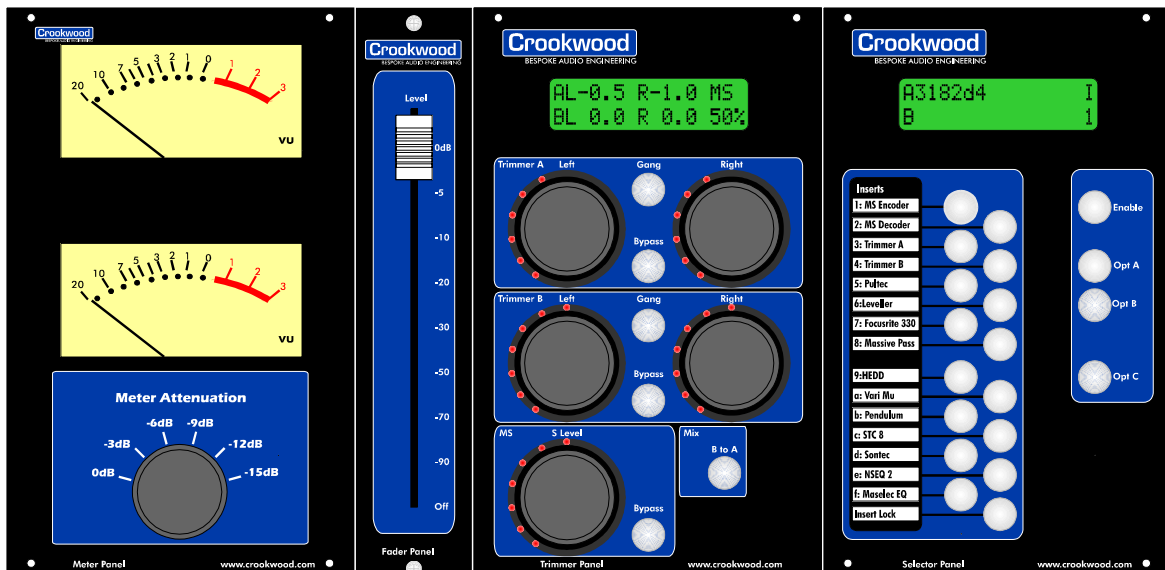 Crookwood
BESPOKE AUDIO ENGINEERING
20 10 7 5 3 2 1 0 1 2 3
VU
20 10 7 5 3 2 1 0 1 2 3
VU
Meter Attenuation
0dB -3dB -6dB -9dB -12dB -15dB
Meter Panel
www.crookwood.com
Crookwood
BESPOKE AUDIO ENGINEERING
Level
0dB
-5
-10
-20
-30
-50
-70
-90
Off
Fader Panel
Crookwood
BESPOKE AUDIO ENGINEERING
AL-0.5 R-1.0 MS
BL 0.0 R 0.0 50%
Trimmer A Left Gang Right
Bypass
Trimmer B Left Gang Right
Bypass
MS S Level
Bypass
Mix
B to A
Trimmer Panel
www.crookwood.com
Crookwood
BESPOKE AUDIO ENGINEERING
A3182d4 I
B 1
Inserts
1: MS Encoder
2: MS Decoder
3: Trimmer A
4: Trimmer B
5: Pultec
6:Leveller
7: Focusrite 330
8: Massive Pass
9:HEDD
a: Vari Mu
b: Pendulum
c: STC 8
d: Sontec
e: NSEQ 2
f: Maselec EQ
Insert Lock
Enable
Opt A
Opt B
Opt C
Selector Panel
www.crookwood.com